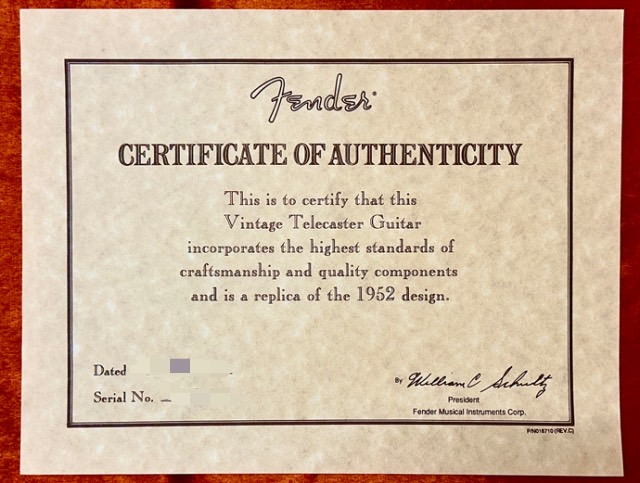 Fender®
CERTIFICATE OF AUTHENTICITY
This is to certify that this
Vintage Telecaster Guitar
incorporates the highest standards of
craftsmanship and quality components
and is a replica of the 1952 design.
Dated
Serial No.
By William C Schultz
President
Fender Musical Instruments Corp.
P/N016710 (REV.C)